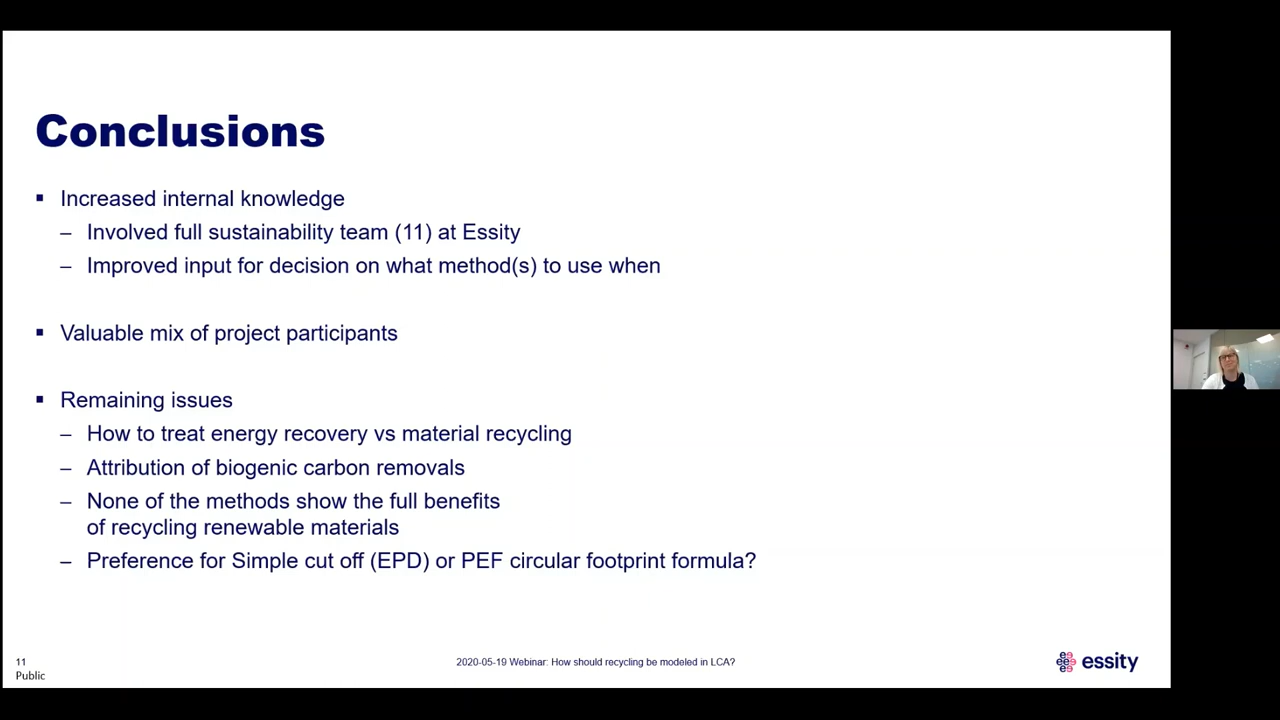 Conclusions
▪ Increased internal knowledge
– Involved full sustainability team (11) at Essity
– Improved input for decision on what method(s) to use when
▪ Valuable mix of project participants
▪ Remaining issues
– How to treat energy recovery vs material recycling
– Attribution of biogenic carbon removals
– None of the methods show the full benefits
of recycling renewable materials
– Preference for Simple cut off (EPD) or PEF circular footprint formula?
11
Public
2020-05-19 Webinar: How should recycling be modeled in LCA?
essity